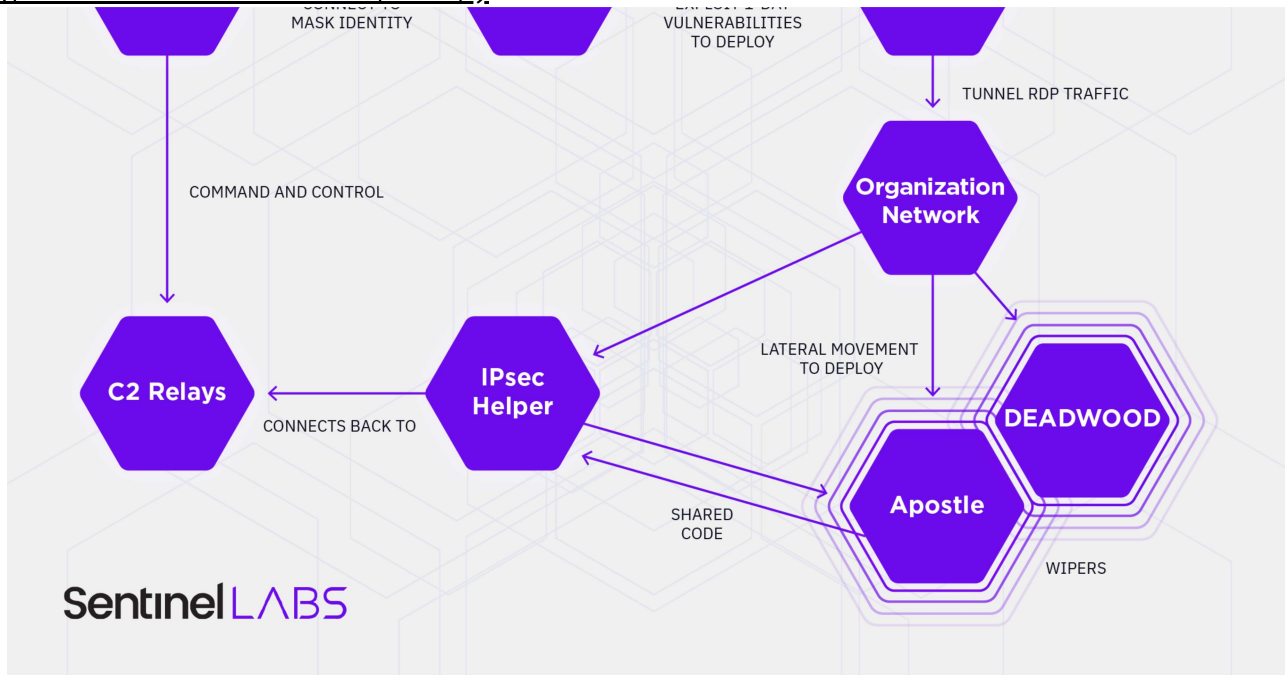 MASK IDENTITY
VULNERABILITIES
TO DEPLOY
TUNNEL RDP TRAFFIC
COMMAND AND CONTROL
Organization
Network
LATERAL MOVEMENT
TO DEPLOY
C2 Relays
IPsec
Helper
DEADWOOD
CONNECTS BACK TO
Apostle
SHARED
CODE
WIPERS
SentinelLABS